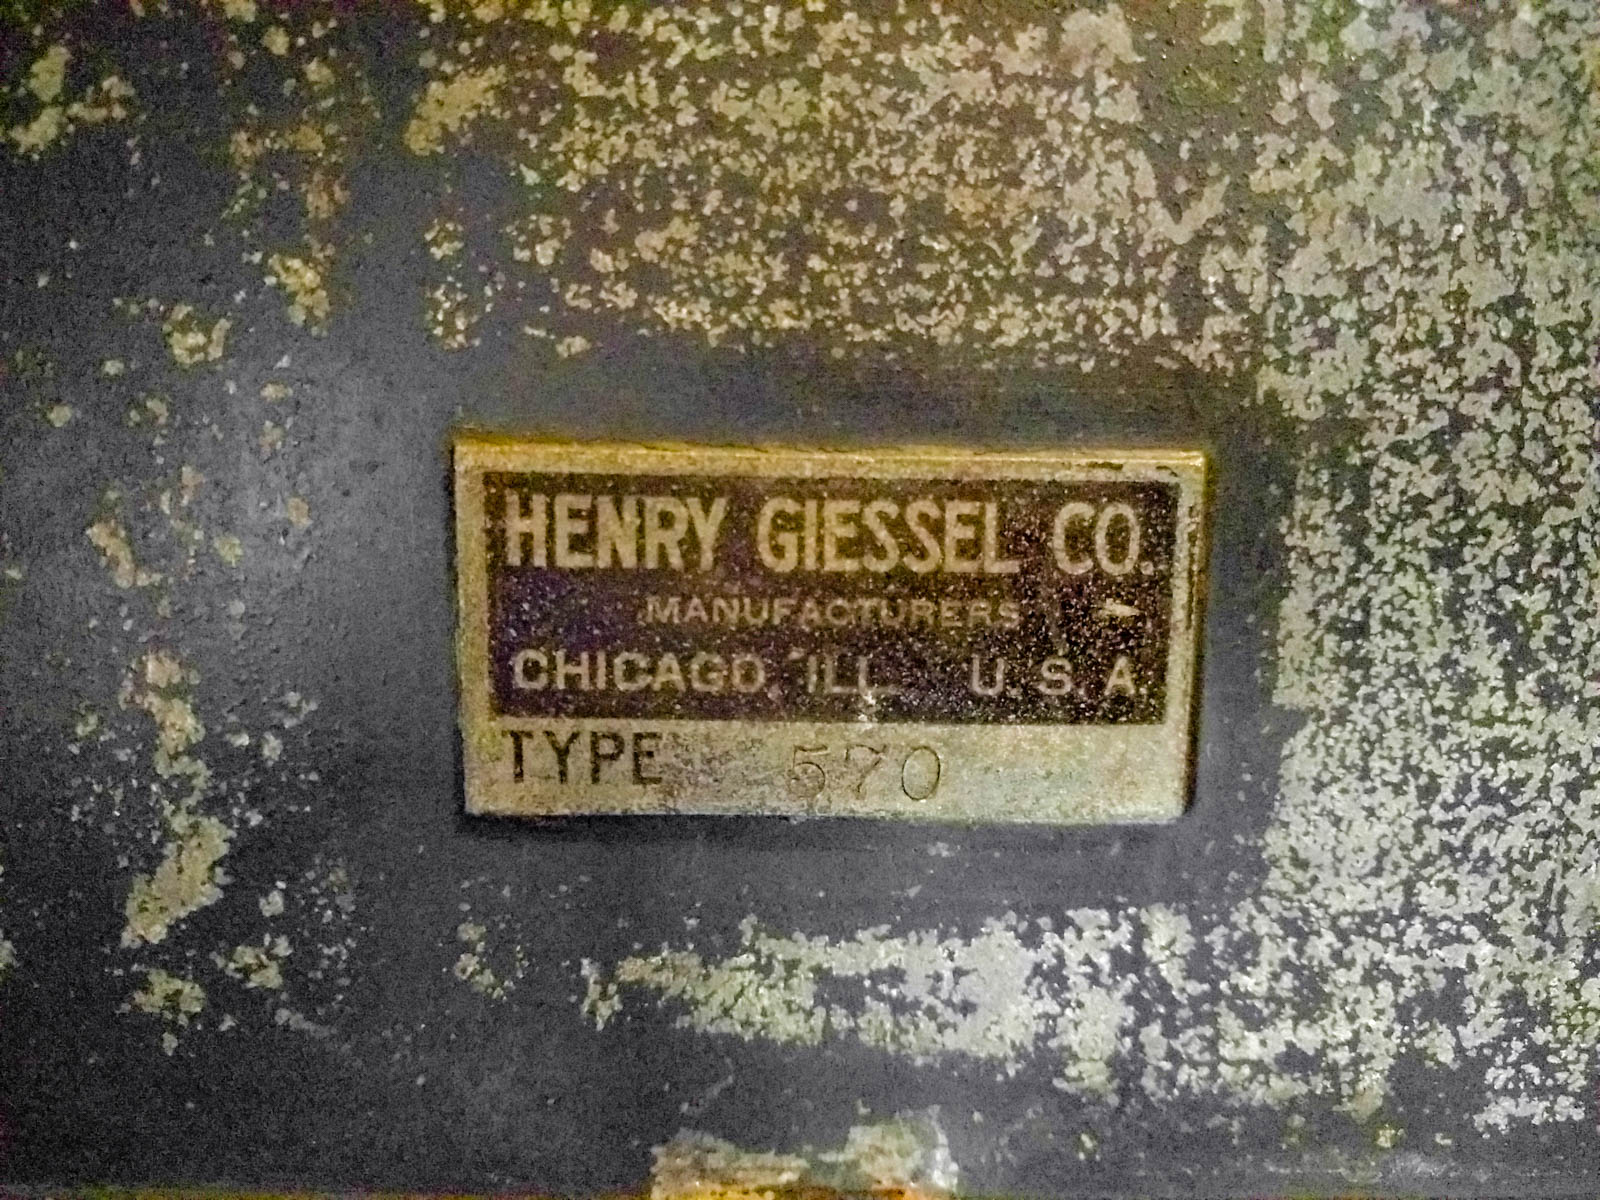 HENRY GIESSEL CO.
MANUFACTURERS
CHICAGO, ILL. U. S. A.
TYPE 570